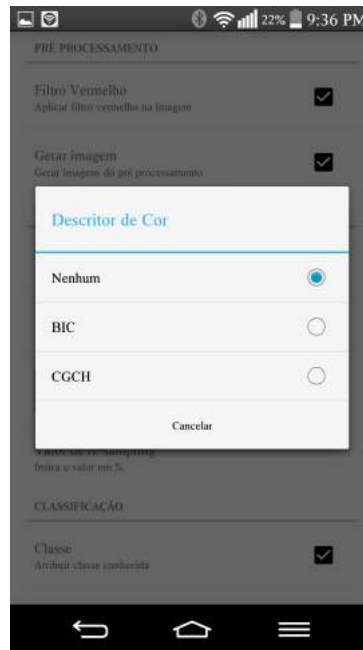 22% 9:36 PM
PRÉ PROCESSAMENTO
Filtro Vermelho
Aplicar filtro vermelho na imagem
Gerar imagem
Gerar imagem do pré processamento
Descritor de Cor
Nenhum
BIC
CGCH
Cancelar
Valor de re sampling
Insira o valor em %.
CLASSIFICAÇÃO
Classe
Atribuir classe conhecida